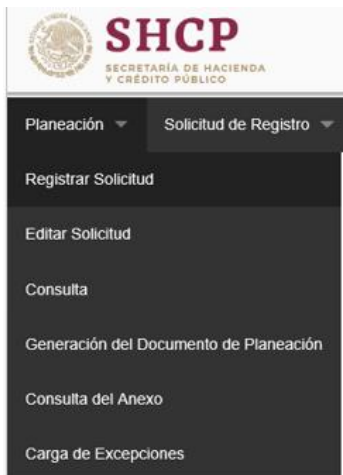 SHCP
SECRETARÍA DE HACIENDA
Y CRÉDITO PÚBLICO
Planeación Solicitud de Registro
Registrar Solicitud
Editar Solicitud
Consulta
Generación del Documento de Planeación
Consulta del Anexo
Carga de Excepciones